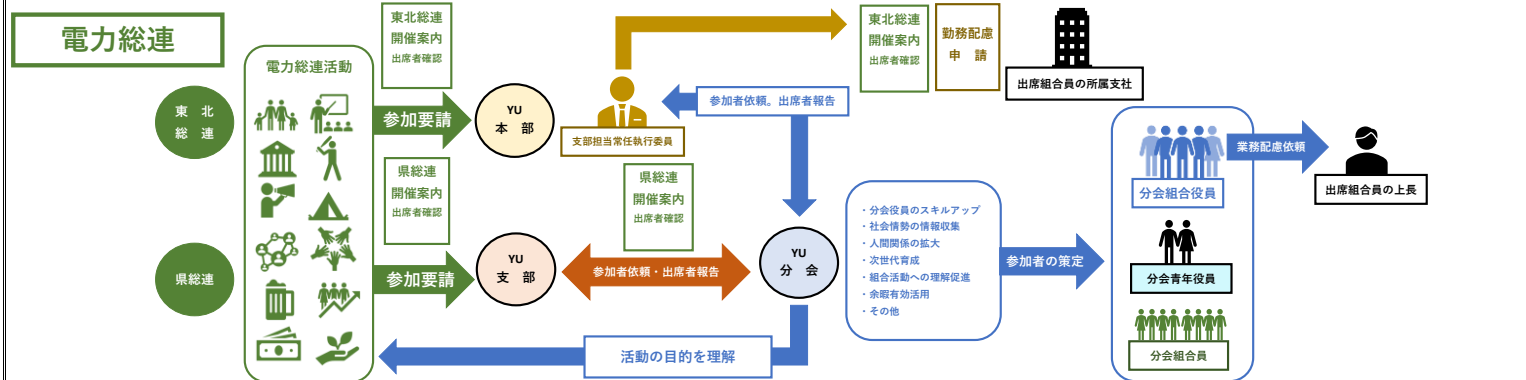 電力総連
東 北
総 連
県総連
電力総連活動
東北総連
開催案内
出席者確認
参加要請
県総連
開催案内
出席者確認
参加要請
YU
本 部
YU
支 部
支部担当常任執行委員
参加者依頼。出席者報告
東北総連
開催案内
出席者確認
勤務配慮
申 請
出席組合員の所属支社
県総連
開催案内
出席者確認
参加者依頼・出席者報告
YU
分 会
活動の目的を理解
・分会役員のスキルアップ
・社会情勢の情報収集
・人間関係の拡大
・次世代育成
・組合活動への理解促進
・余暇有効活用
・その他
参加者の策定
分会組合役員
分会青年役員
分会組合員
業務配慮依頼
出席組合員の上長